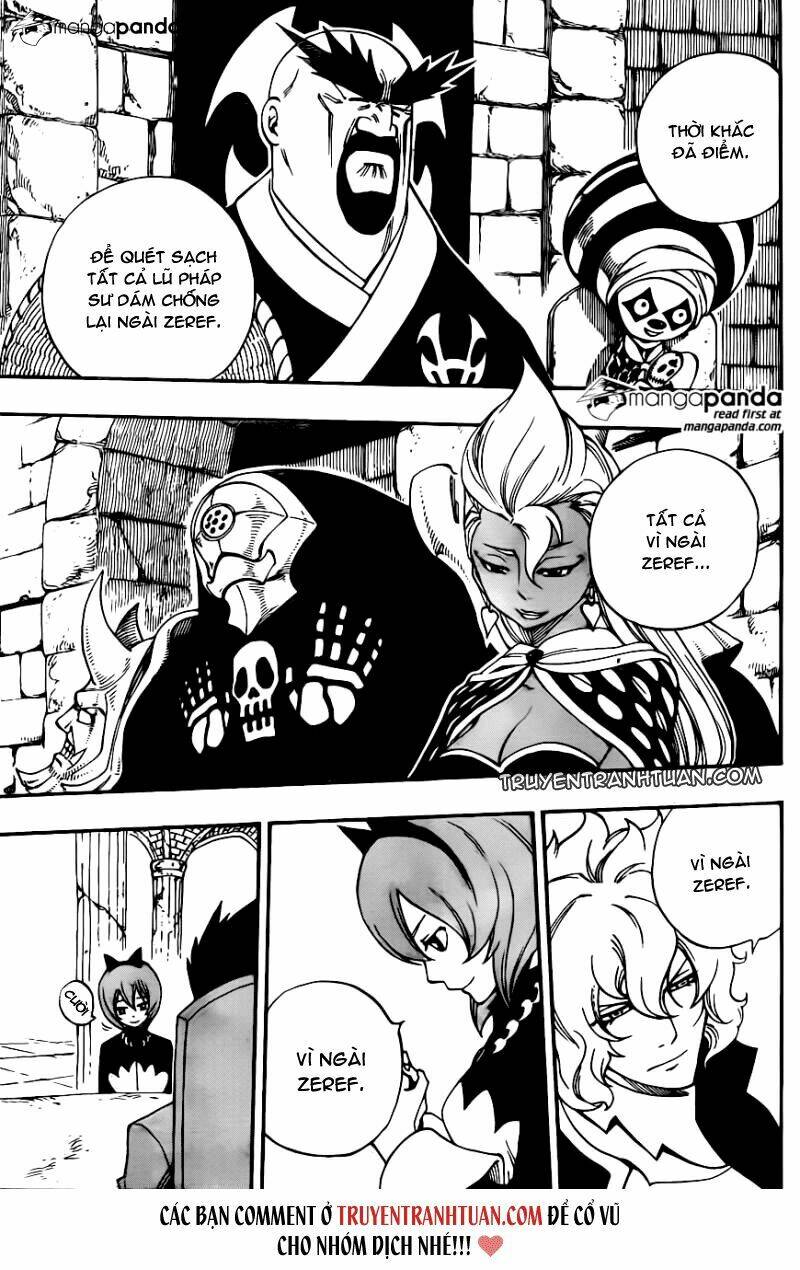 mangapanda
THỜI KHẮC
ĐÃ ĐIỂM.
ĐỂ QUÉT SẠCH
TẤT CẢ LŨ PHÁP
SƯ DÁM CHỐNG
LẠI NGÀI ZEREF.
mangapanda
read first at
mangapanda.com
TẤT CẢ
VÌ NGÀI
ZEREF...
TRUYENTRANHTUAN.COM
VÌ NGÀI
ZEREF.
VÌ NGÀI
ZEREF.
CƯỜI
CÁC BẠN COMMENT Ở TRUYENTRANHTUAN.COM ĐỂ CỔ VŨ
CHO NHÓM DỊCH NHÉ!!!